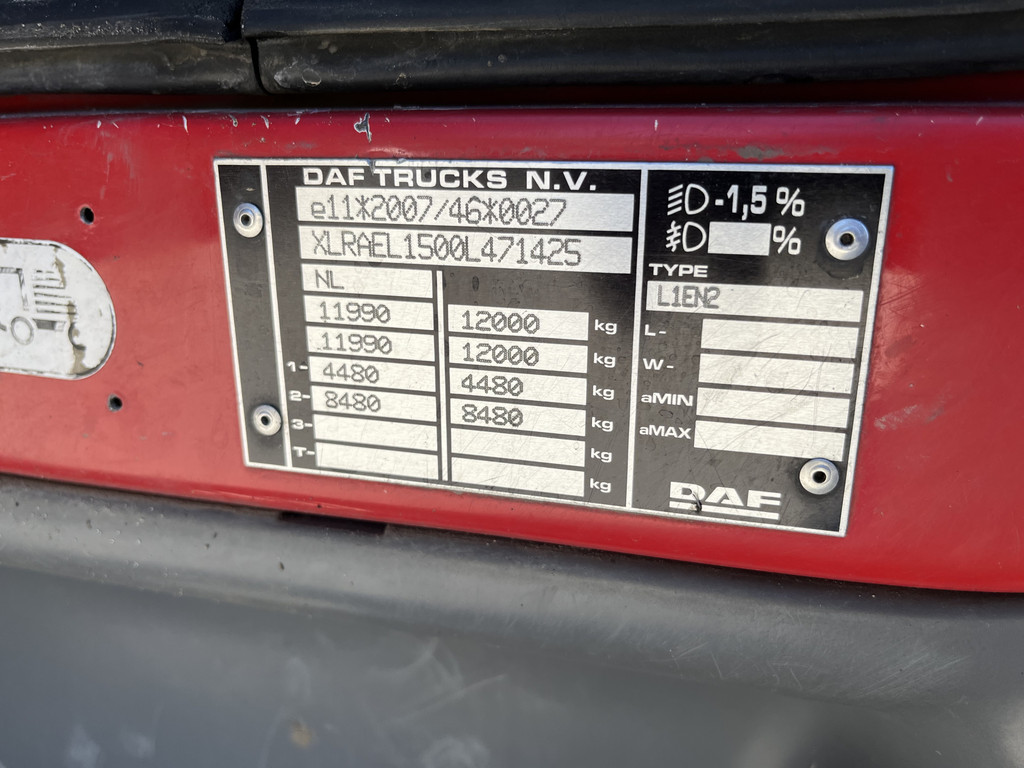 DAF TRUCKS N.V.
e11*2007/46*0027
XLRAEL1500L471425
NL
11990 12000 kg
11990 12000 kg
1- 4480 4480 kg
2- 8480 8480 kg
3- kg
T- kg
-1,5 %
%
TYPE
L1EN2
L-
W-
aMIN
aMAX
DAF